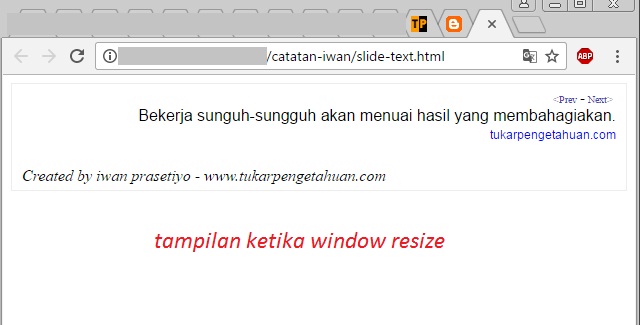 TP
/catatan-iwan/slide-text.html
ABP
<Prev - Next>
Bekerja sunguh-sungguh akan menuai hasil yang membahagiakan.
tukarpengetahuan.com
Created by iwan prasetiyo - www.tukarpengetahuan.com
tampilan ketika window resize